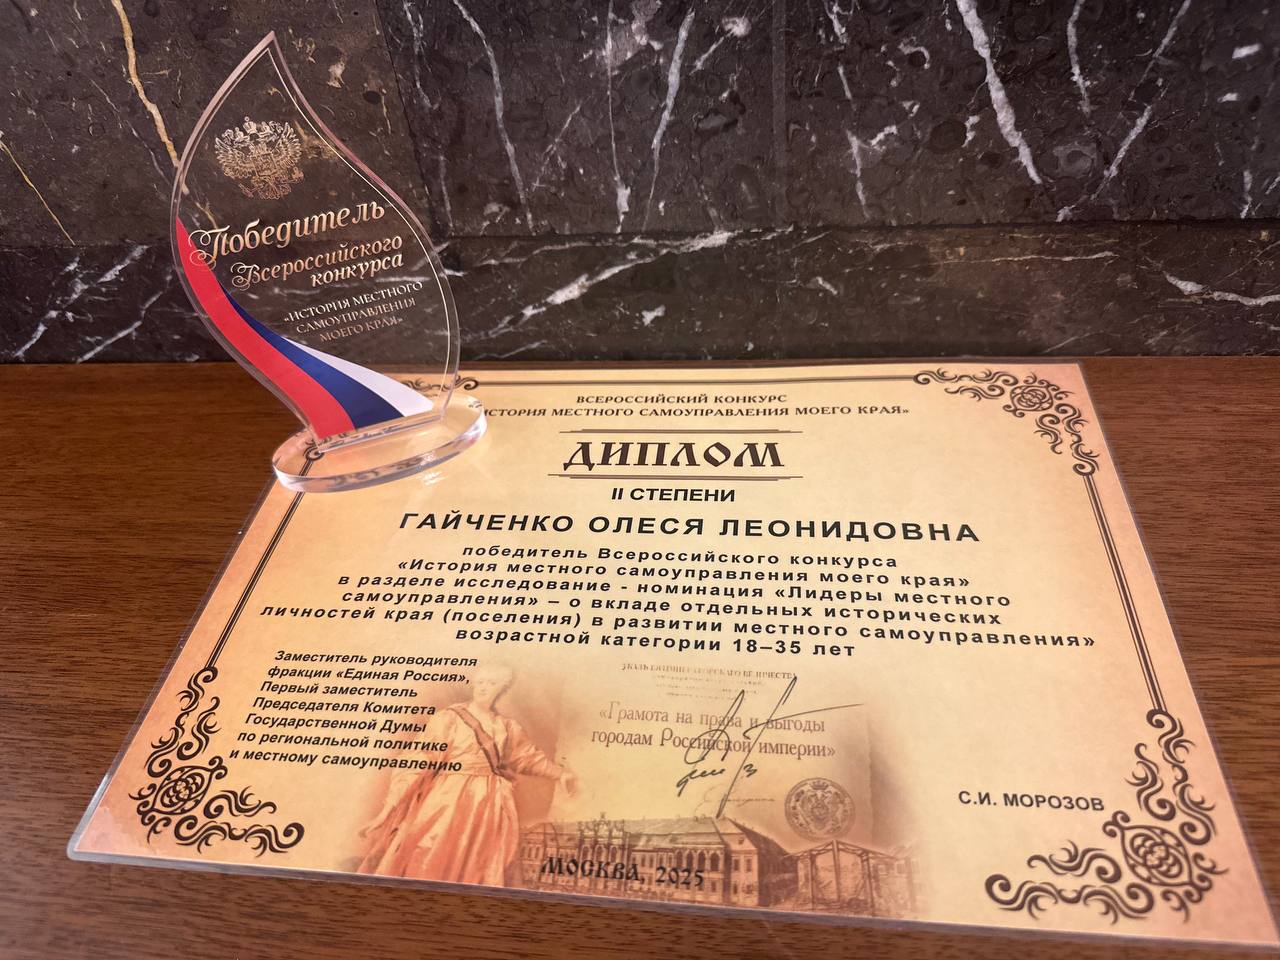 Победитель
Всероссийского
конкурса
«ИСТОРИЯ МЕСТНОГО
САМОУПРАВЛЕНИЯ
МОЕГО КРАЯ»
ВСЕРОССИЙСКИЙ КОНКУРС
ИСТОРИЯ МЕСТНОГО САМОУПРАВЛЕНИЯ МОЕГО КРАЯ»
ДИПЛОМ
II СТЕПЕНИ
ГАЙЧЕНКО ОЛЕСЯ ЛЕОНИДОВНА
победитель Всероссийского конкурса
«История местного самоуправления моего края»
в разделе исследование - номинация «Лидеры местного
самоуправления» – о вкладе отдельных исторических
личностей края (поселения) в развитии местного самоуправления»
возрастной категории 18–35 лет
Заместитель руководителя
фракции «Единая Россия»,
Первый заместитель
Председателя Комитета
Государственной Думы
по региональной политике
и местному самоуправлению
«Грамота на права и выгоды
городам Российской империи»
С.И. МОРОЗОВ
МОСКВА, 2025